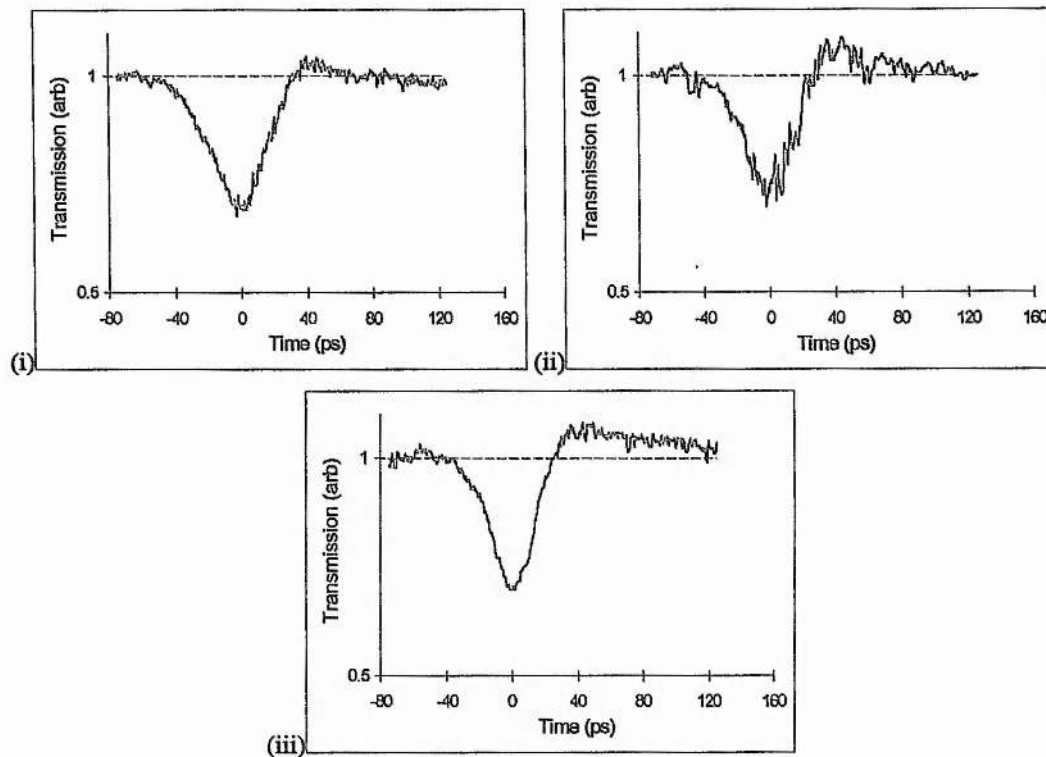 Transmission (arb)
1
0.5
-80 -40 0 40 80 120 160
Time (ps)
(i)
Transmission (arb)
1
0.5
-80 -40 0 40 80 120 160
Time (ps)
(ii)
Transmission (arb)
1
0.5
-80 -40 0 40 80 120 160
Time (ps)
(iii)